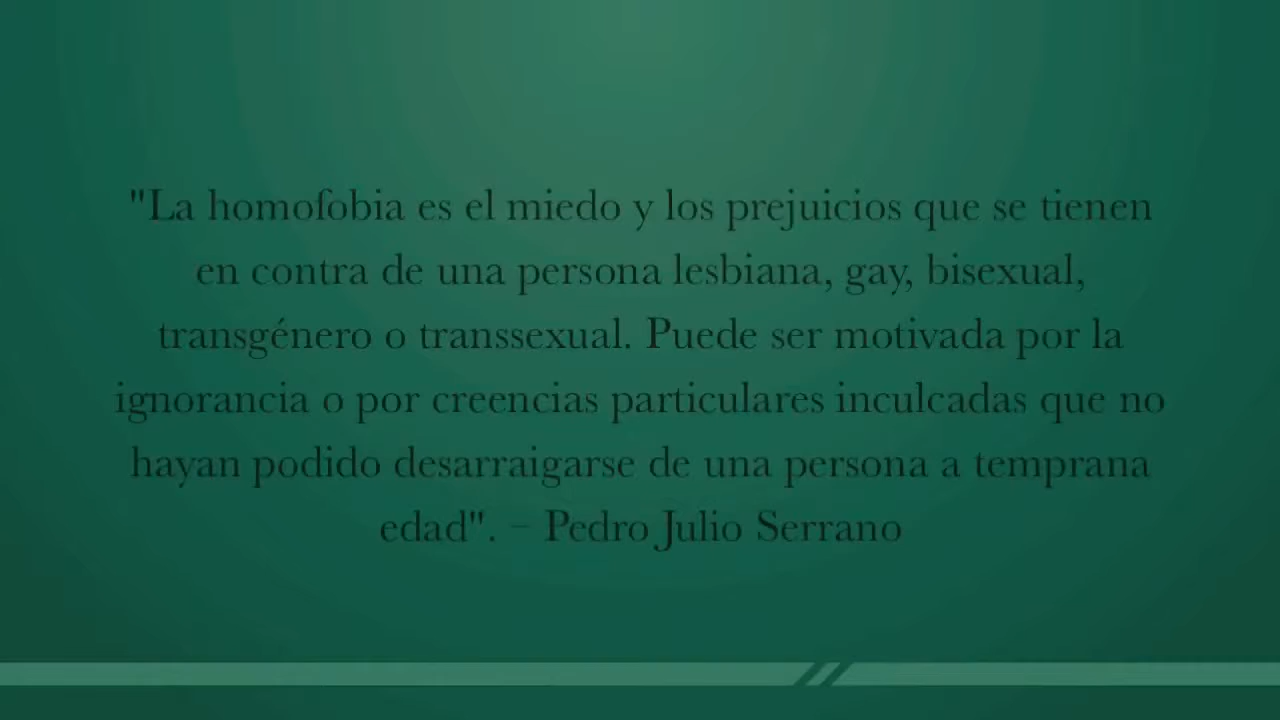 "La homofobia es el miedo y los prejuicios que se tienen
en contra de una persona lesbiana, gay, bisexual,
transgénero o transsexual. Puede ser motivada por la
ignorancia o por creencias particulares inculcadas que no
hayan podido desarraigarse de una persona a temprana
edad". – Pedro Julio Serrano